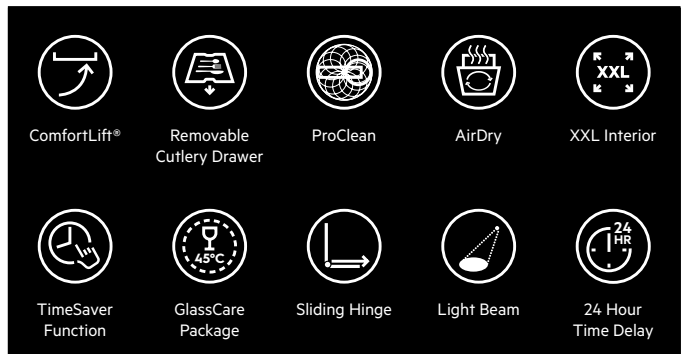 XXL
ComfortLift®
Removable
Cutlery Drawer
ProClean
AirDry
XXL Interior
45°C
24
HR
TimeSaver
Function
GlassCare
Package
Sliding Hinge
Light Beam
24 Hour
Time Delay